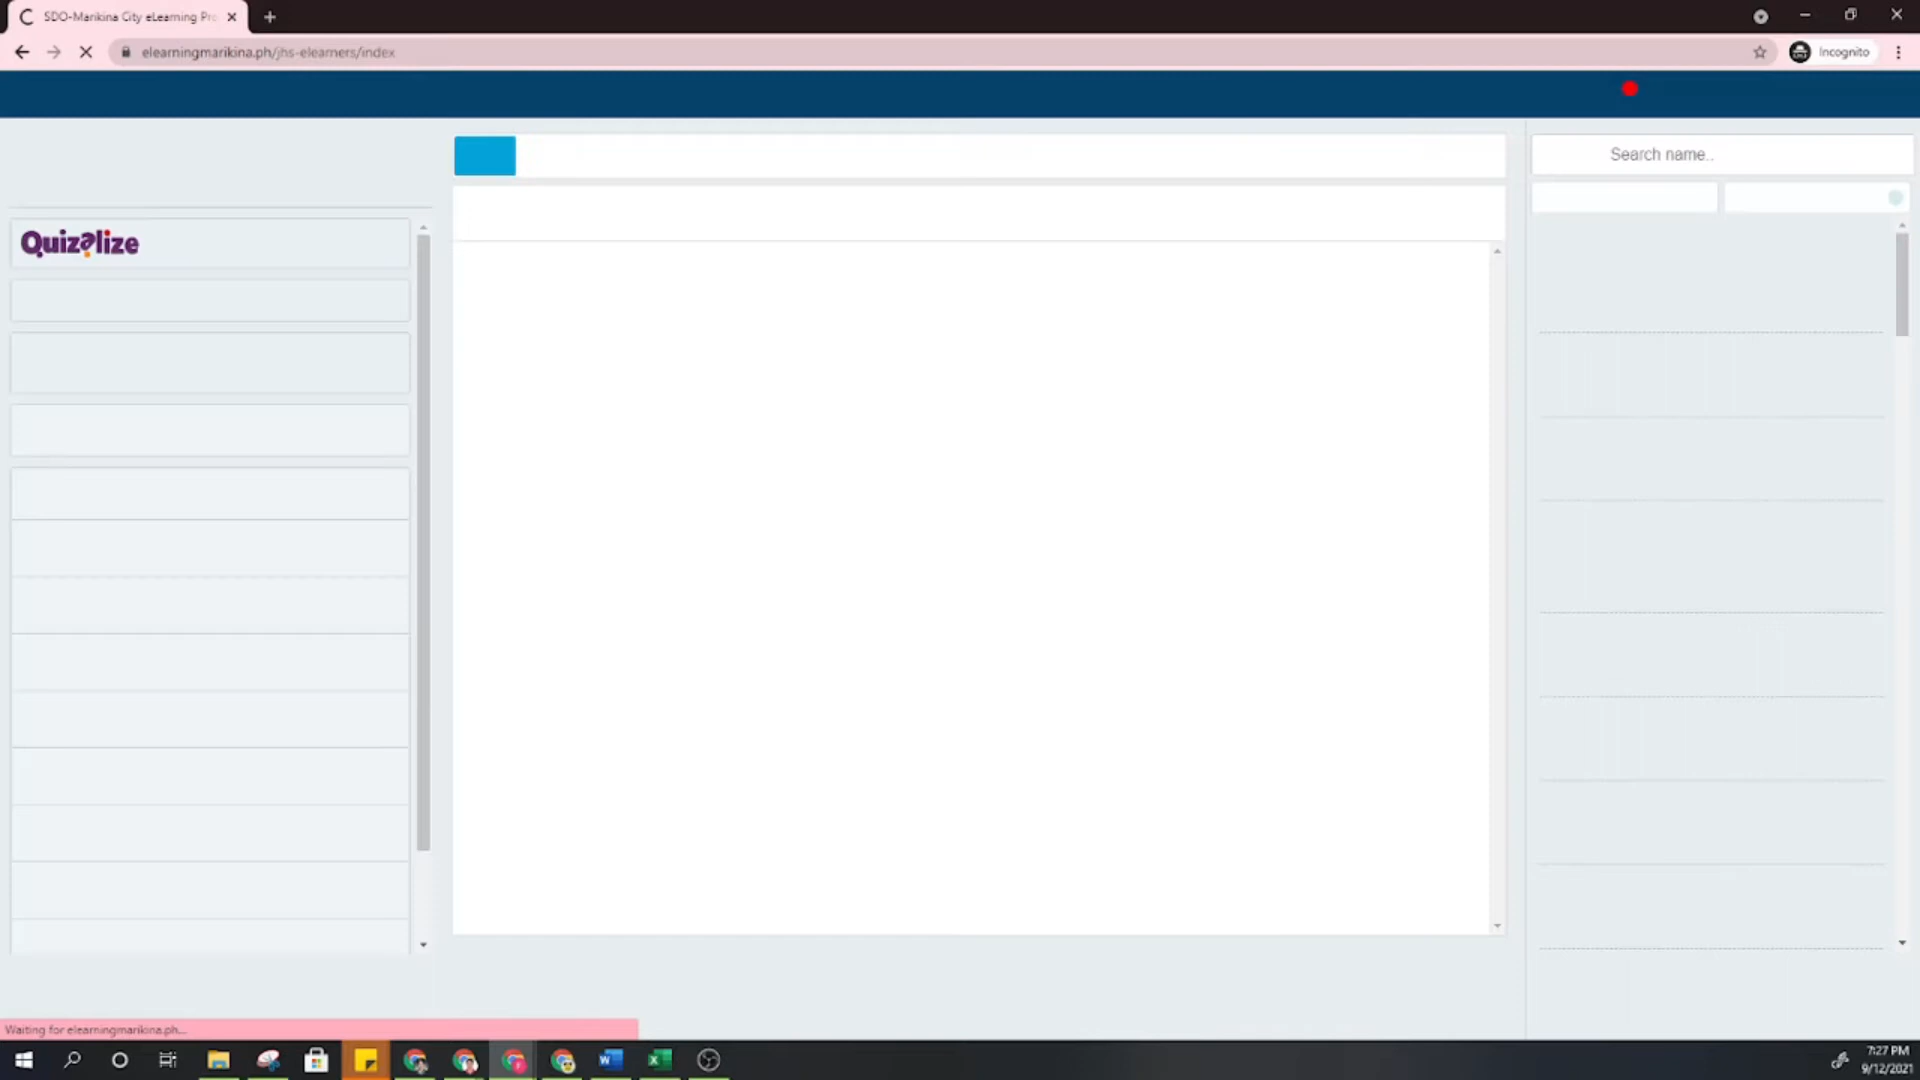 SDO-Marikina City eLearning Pro
elearningmarikina.ph/jhs-elearners/index
Incognito
Search name..
Quizalize
Waiting for elearningmarikina.ph...
7:27 PM
9/12/2021